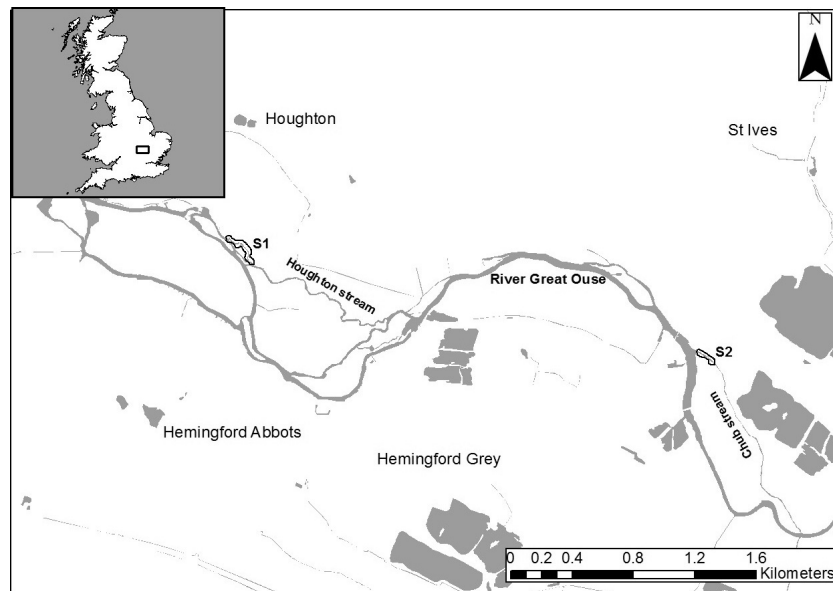 N
Houghton
St Ives
S1
Houghton stream
River Great Ouse
S2
Chub stream
Hemingford Abbots
Hemingford Grey
0 0.2 0.4 0.8 1.2 1.6
Kilometers